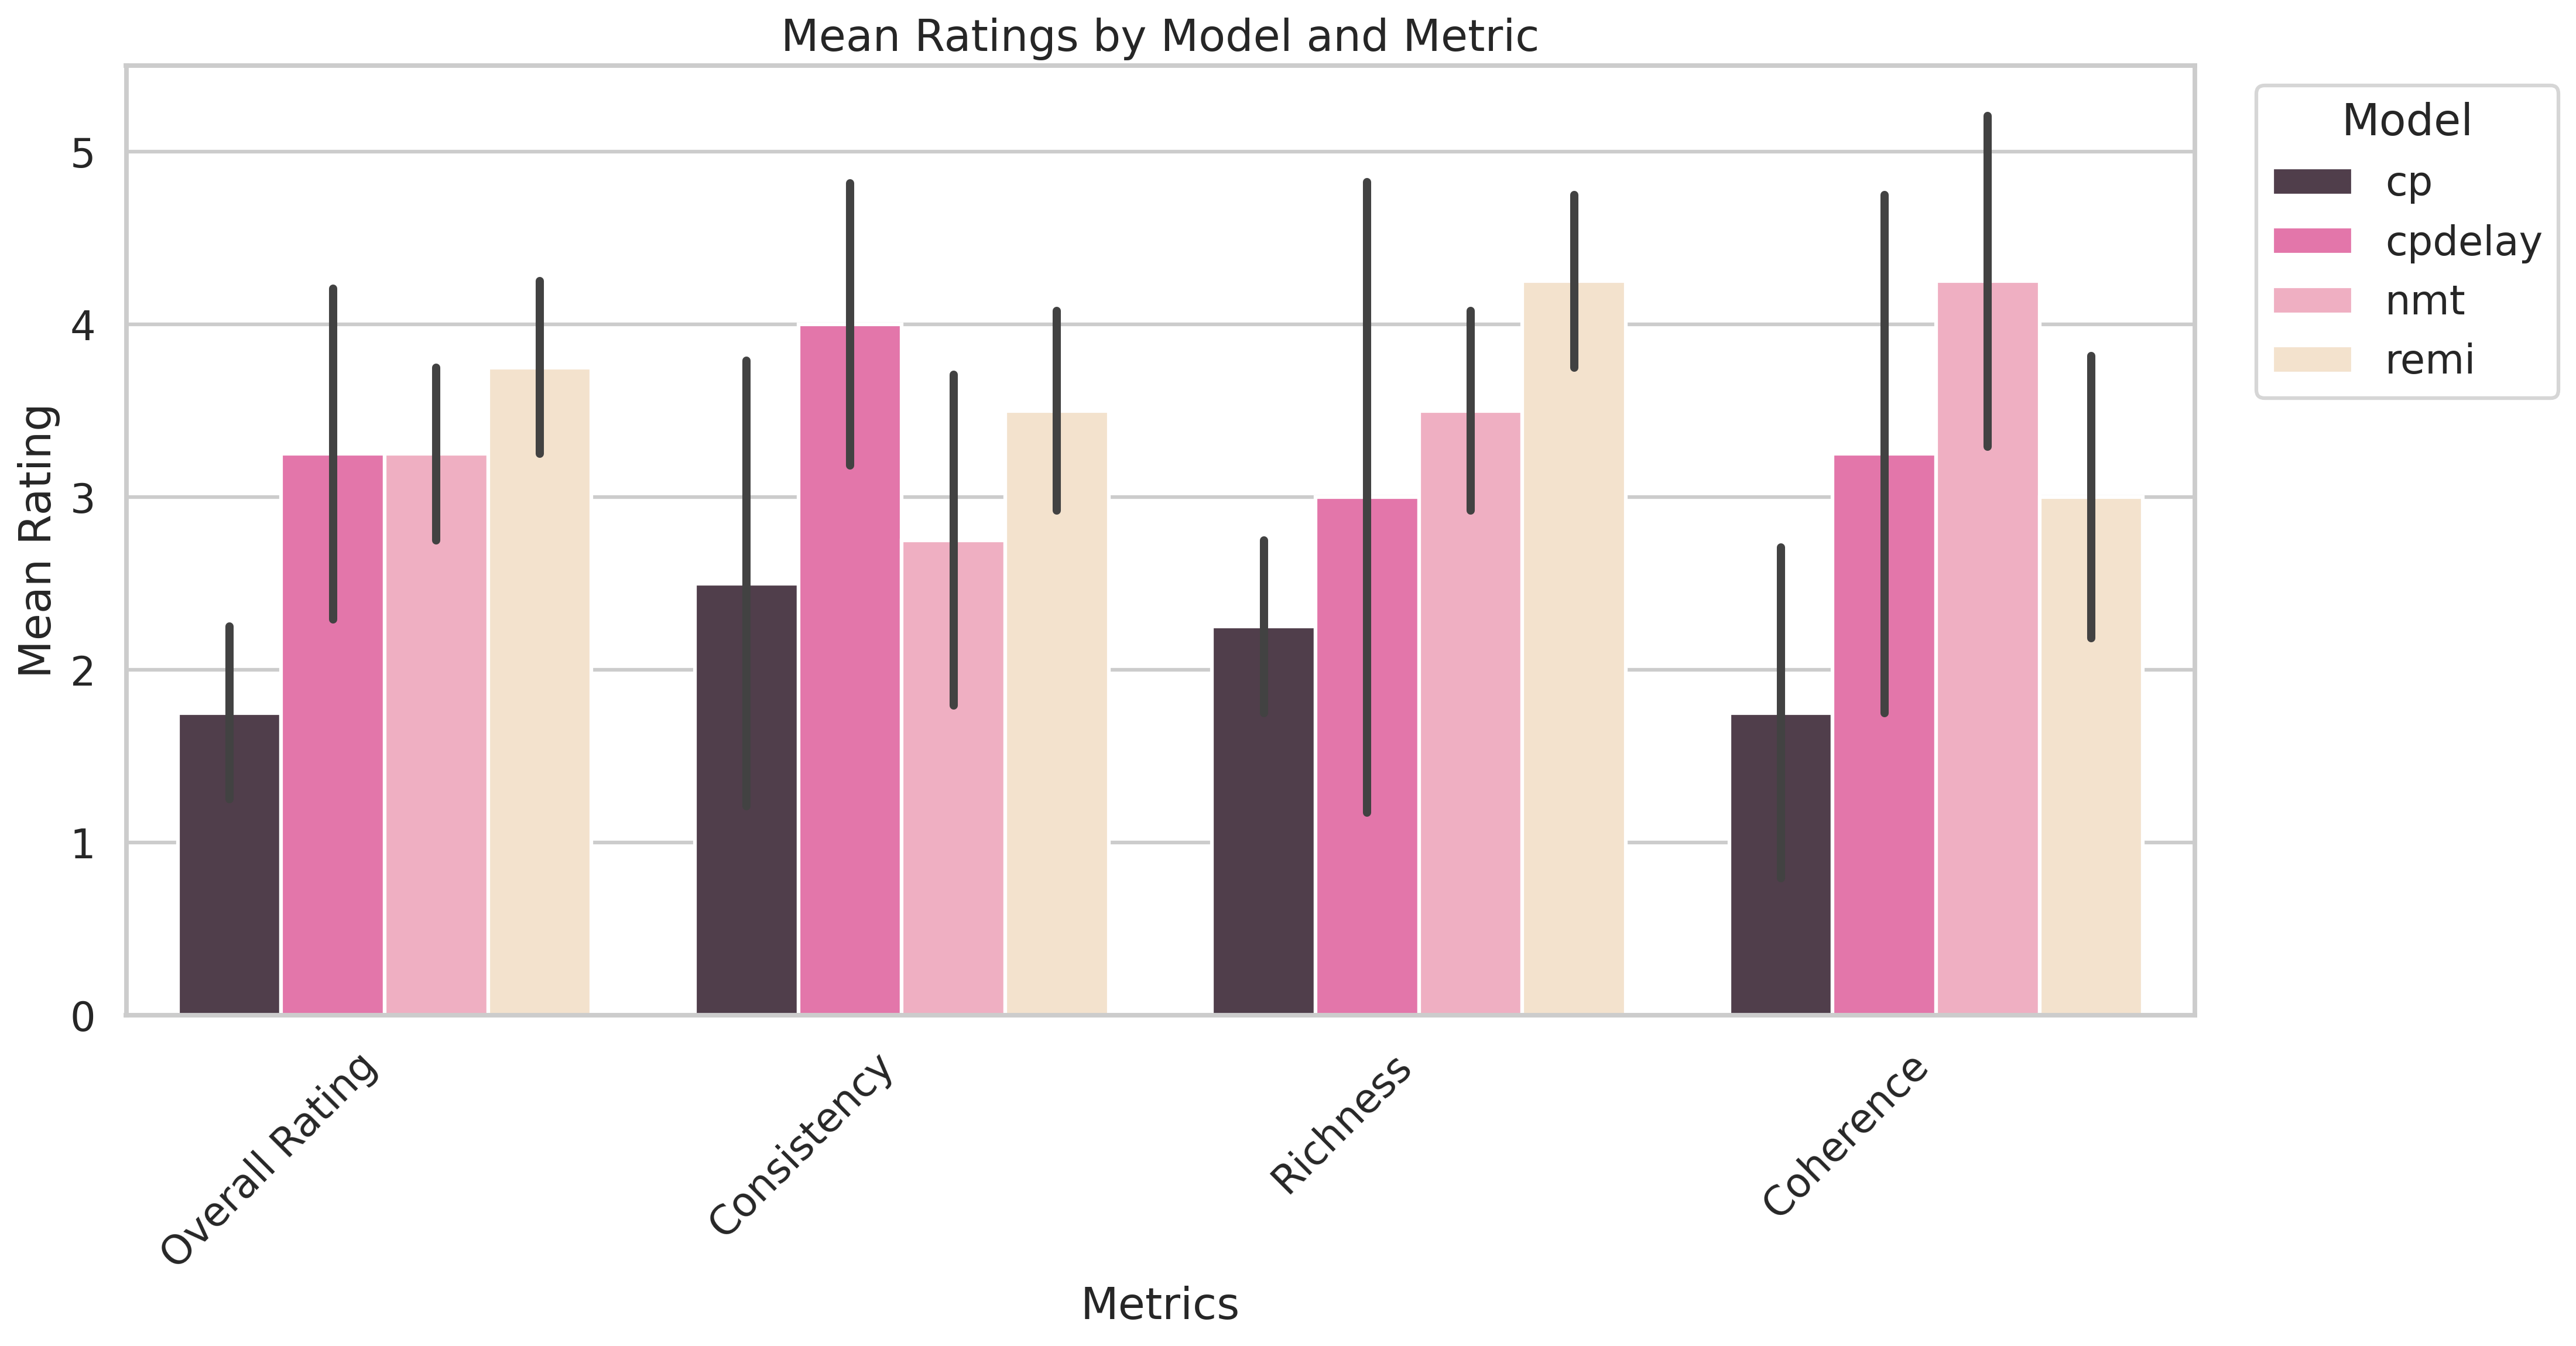 Mean Ratings by Model and Metric
Mean Rating
5
4
3
2
1
0
Overall Rating
Consistency
Richness
Coherence
Metrics
Model
cp
cpdelay
nmt
remi